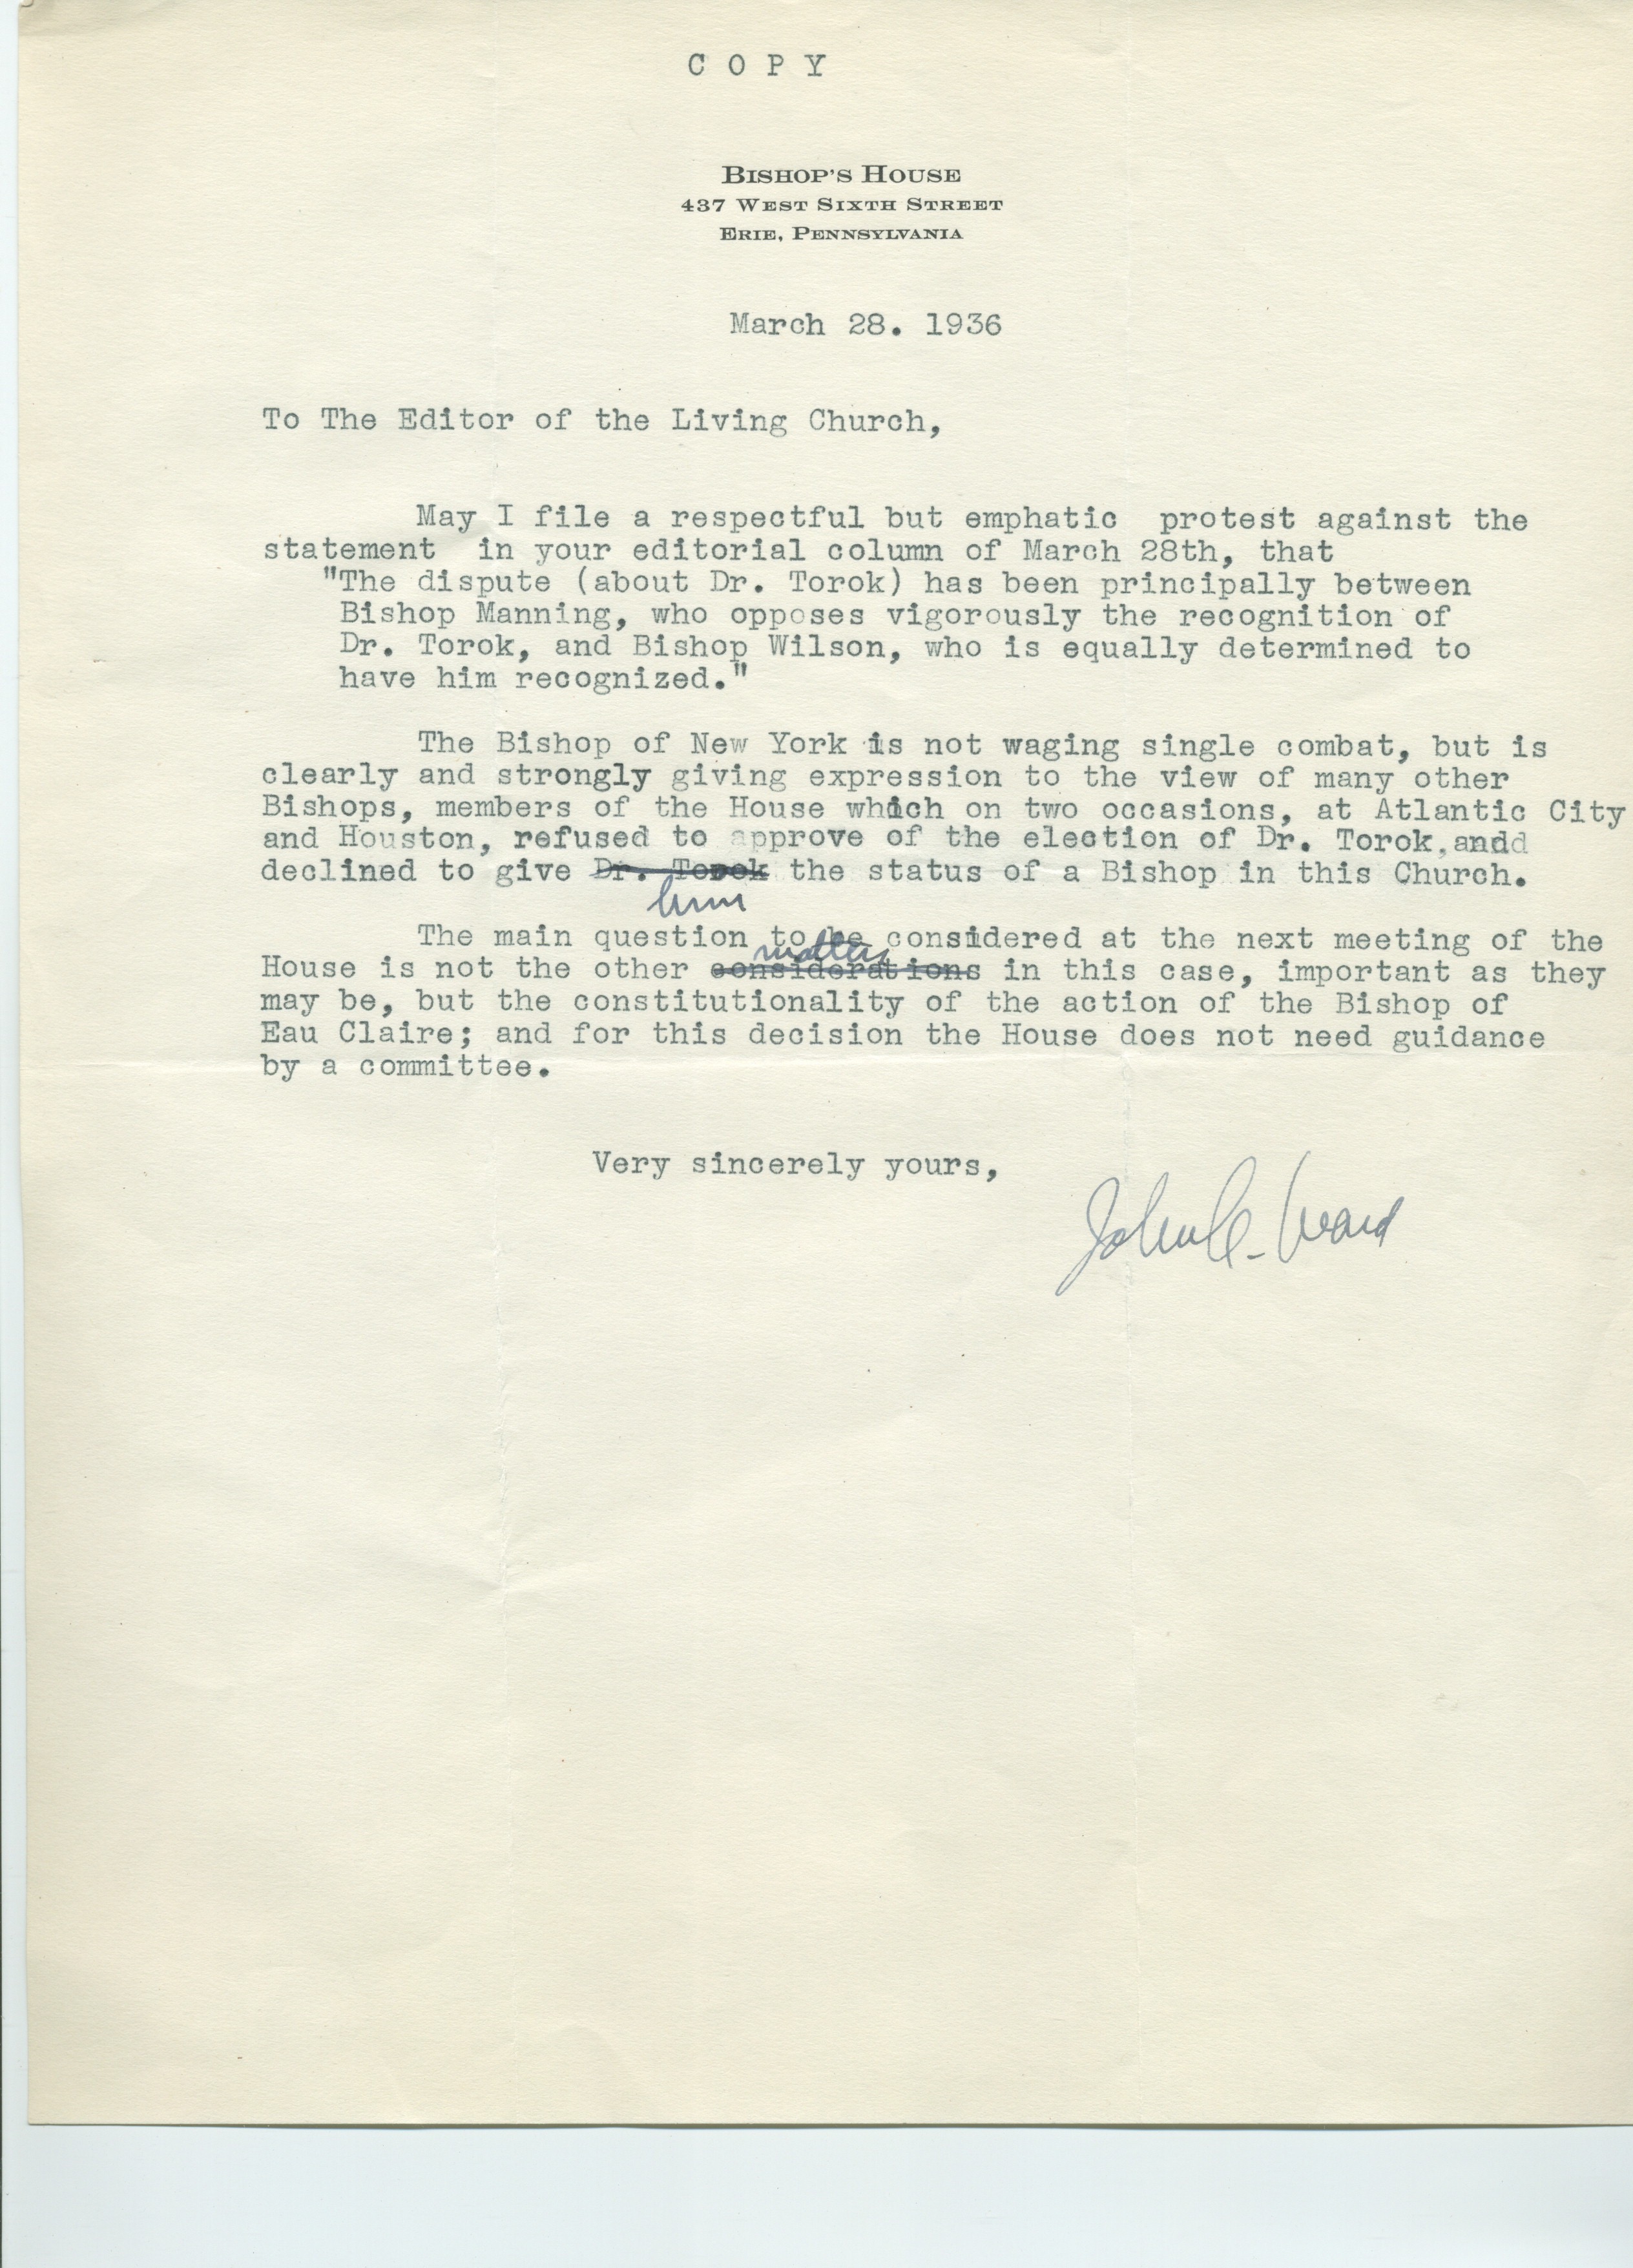 C O P Y
BISHOP'S HOUSE
437 WEST SIXTH STREET
ERIE, PENNSYLVANIA
March 28. 1936
To The Editor of the Living Church,
May I file a respectful but emphatic protest against the
statement in your editorial column of March 28th, that
"The dispute (about Dr. Torok) has been principally between
Bishop Manning, who opposes vigorously the recognition of
Dr. Torok, and Bishop Wilson, who is equally determined to
have him recognized."
The Bishop of New York is not waging single combat, but is
clearly and strongly giving expression to the view of many other
Bishops, members of the House which on two occasions, at Atlantic City
and Houston, refused to approve of the election of Dr. Torok,andd
declined to give Dr. Torok the status of a Bishop in this Church.
him
The main question to be considered at the next meeting of the
matters
House is not the other considerations in this case, important as they
may be, but the constitutionality of the action of the Bishop of
Eau Claire; and for this decision the House does not need guidance
by a committee.
Very sincerely yours,
John C. Ward